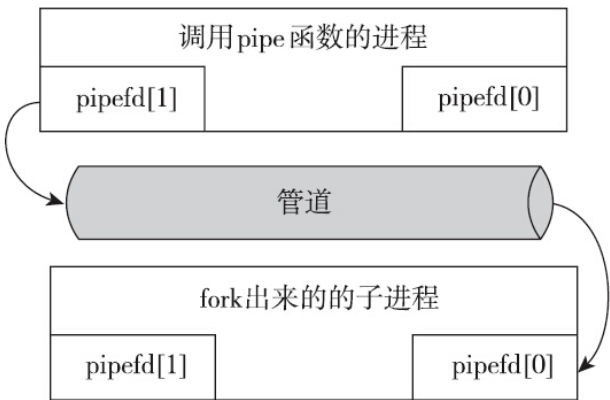 调用pipe函数的进程
pipefd[1]
pipefd[0]
管道
fork出来的的子进程
pipefd[1]
pipefd[0]